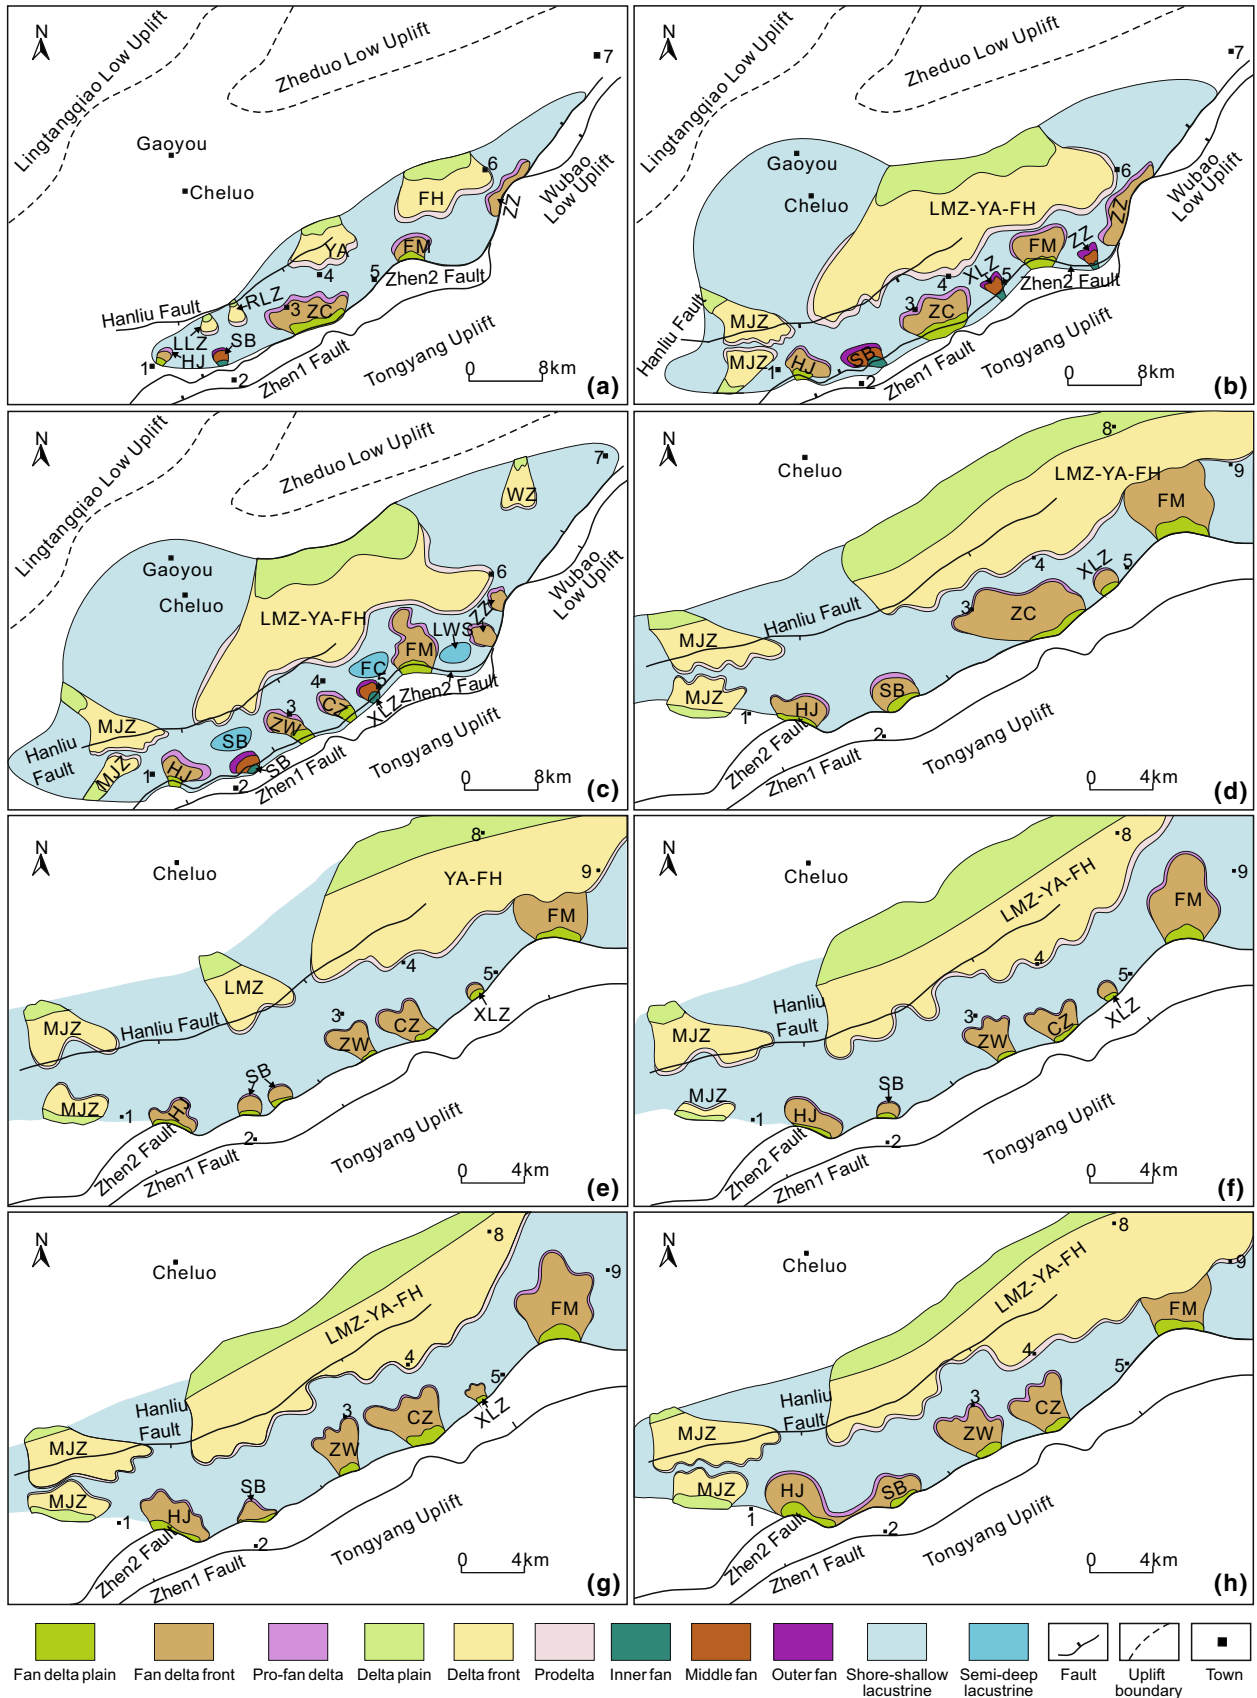 N
Lingtangqiao Low Uplift
Zheduo Low Uplift
7
Gaoyou
Cheluo
6
FH
ZZ
Wubao
Low Uplift
YA
FM
4
5
Zhen2 Fault
RLZ
3
ZC
Hanliu Fault
LLZ
SB
HJ
1
2
Zhen1 Fault
Tongyang Uplift
0
8km
(a)
N
Lingtangqiao Low Uplift
Zheduo Low Uplift
7
Gaoyou
Cheluo
6
LMZ-YA-FH
ZZ
Wubao
Low Uplift
FM
ZZ
XLZ
4
5
Zhen2 Fault
3
ZC
Hanliu Fault
MJZ
MJZ
HJ
SB
1
2
Zhen1 Fault
Tongyang Uplift
0
8km
(b)
N
Lingtangqiao Low Uplift
Zheduo Low Uplift
7
WZ
Gaoyou
Cheluo
6
LMZ-YA-FH
ZZ
Wubao
Low Uplift
LWS
FM
FC
4
5
Zhen2 Fault
CZ
XLZ
3
ZW
MJZ
SB
Hanliu
Fault
MJZ
HJ
SB
1
2
Zhen1 Fault
Tongyang Uplift
0
8km
(c)
N
Cheluo
8
LMZ-YA-FH
9
FM
4
XLZ
5
3
ZC
Hanliu Fault
MJZ
MJZ
SB
HJ
1
2
Zhen2 Fault
Zhen1 Fault
Tongyang Uplift
0
4km
(d)
N
Cheluo
8
YA-FH
9
FM
4
5
LMZ
XLZ
3
CZ
ZW
Hanliu Fault
MJZ
SB
MJZ
1
HJ
2
Zhen2 Fault
Zhen1 Fault
Tongyang Uplift
0
4km
(e)
N
Cheluo
8
LMZ-YA-FH
9
FM
4
5
XLZ
Hanliu
Fault
3
CZ
ZW
MJZ
SB
MJZ
1
HJ
2
Zhen2 Fault
Zhen1 Fault
Tongyang Uplift
0
4km
(f)
N
Cheluo
8
LMZ-YA-FH
9
FM
4
5
XLZ
Hanliu
Fault
3
CZ
ZW
MJZ
SB
MJZ
1
HJ
2
Zhen2 Fault
Zhen1 Fault
Tongyang Uplift
0
4km
(g)
N
Cheluo
8
LMZ-YA-FH
9
FM
4
5
Hanliu
Fault
3
CZ
ZW
MJZ
MJZ
HJ
SB
1
2
Zhen2 Fault
Zhen1 Fault
Tongyang Uplift
0
4km
(h)
Fan delta plain
Fan delta front
Pro-fan delta
Delta plain
Delta front
Prodelta
Inner fan
Middle fan
Outer fan
Shore-shallow
lacustrine
Semi-deep
lacustrine
Fault
Uplift
boundary
Town